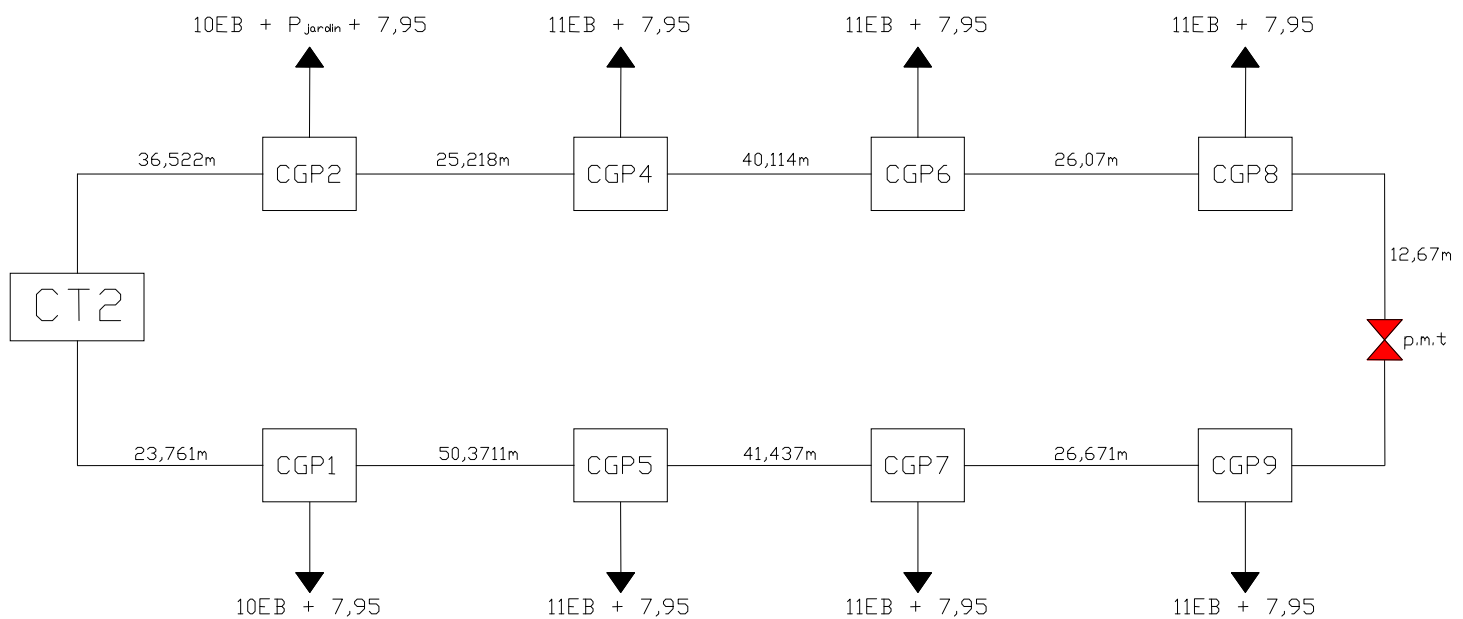 10EB + Pjardin + 7,95
11EB + 7,95
11EB + 7,95
11EB + 7,95
36,522m
25,218m
40,114m
26,07m
CGP2
CGP4
CGP6
CGP8
12,67m
CT2
p.m.t
23,761m
50,3711m
41,437m
26,671m
CGP1
CGP5
CGP7
CGP9
10EB + 7,95
11EB + 7,95
11EB + 7,95
11EB + 7,95